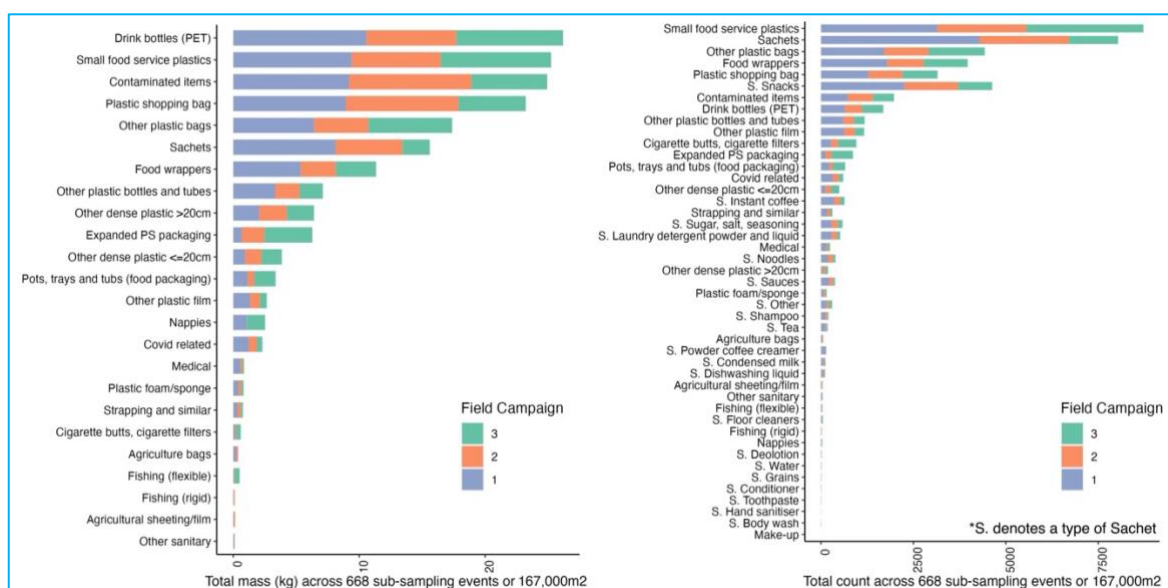 Drink bottles (PET)
Small food service plastics
Contaminated items
Plastic shopping bag
Other plastic bags
Sachets
Food wrappers
Other plastic bottles and tubes
Other dense plastic >20cm
Expanded PS packaging
Other dense plastic <=20cm
Pots, trays and tubs (food packaging)
Other plastic film
Nappies
Covid related
Medical
Plastic foam/sponge
Strapping and similar
Cigarette butts, cigarette filters
Agriculture bags
Fishing (flexible)
Fishing (rigid)
Agricultural sheeting/film
Other sanitary
Field Campaign
3
2
1
0
10
20
Total mass (kg) across 668 sub-sampling events or 167,000m2
Small food service plastics
Sachets
Other plastic bags
Food wrappers
Plastic shopping bag
S. Snacks
Contaminated items
Drink bottles (PET)
Other plastic bottles and tubes
Other plastic film
Cigarette butts, cigarette filters
Expanded PS packaging
Pots, trays and tubs (food packaging)
Covid related
Other dense plastic <=20cm
S. Instant coffee
Strapping and similar
S. Sugar, salt, seasoning
S. Laundry detergent powder and liquid
Medical
S. Noodles
Other dense plastic >20cm
S. Sauces
Plastic foam/sponge
S. Other
S. Shampoo
S. Tea
Agriculture bags
S. Powder coffee creamer
S. Condensed milk
S. Dishwashing liquid
Agricultural sheeting/film
Other sanitary
Fishing (flexible)
S. Floor cleaners
Fishing (rigid)
Nappies
S. Deolotion
S. Water
S. Grains
S. Conditioner
S. Toothpaste
S. Hand sanitiser
S. Body wash
Make-up
Field Campaign
3
2
1
*S. denotes a type of Sachet
0
2500
5000
7500
Total count across 668 sub-sampling events or 167,000m2